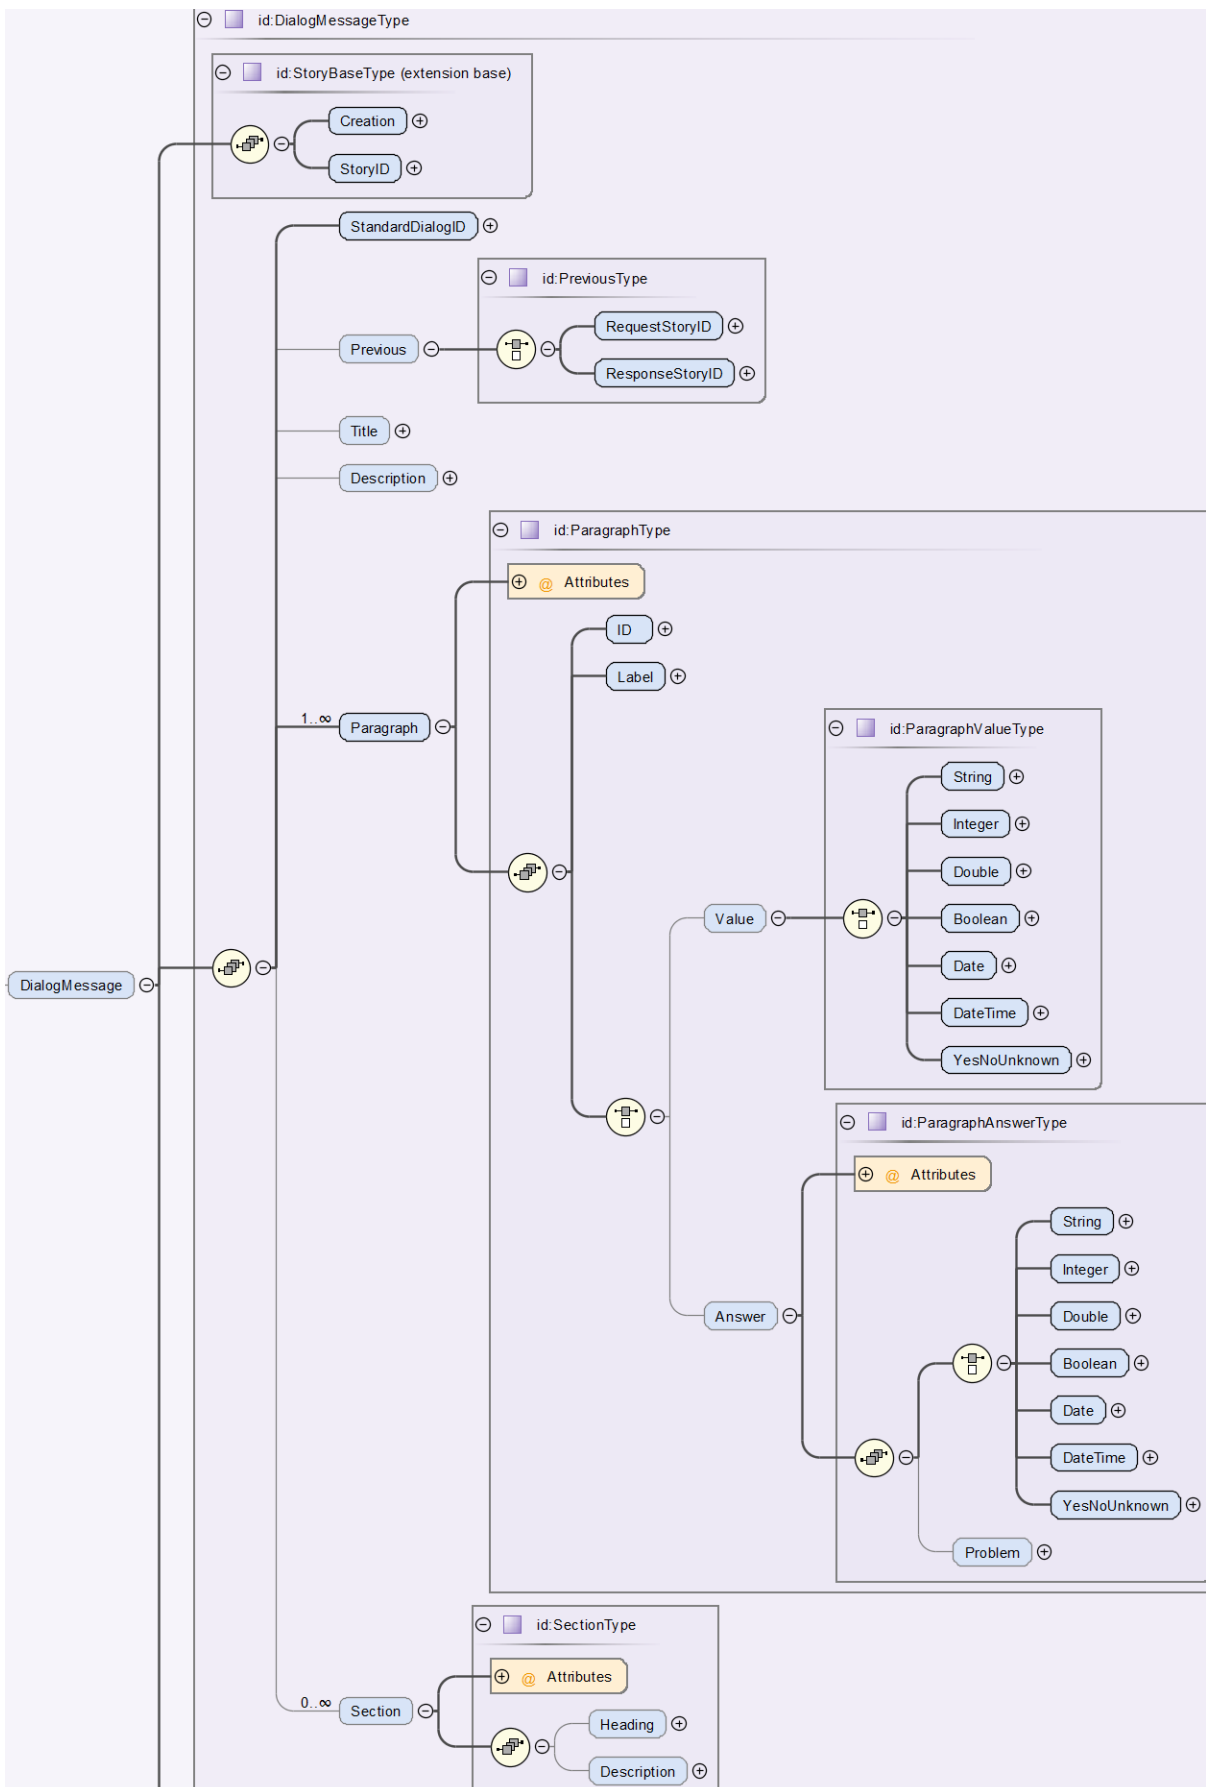 id:DialogMessageType
id:StoryBaseType (extension base)
Creation
StoryID
StandardDialogID
id:PreviousType
RequestStoryID
Previous
ResponseStoryID
Title
Description
id:ParagraphType
@ Attributes
ID
Label
1..∞ Paragraph
id:ParagraphValueType
String
Integer
Double
Value
Boolean
Date
DialogMessage
DateTime
YesNoUnknown
id:ParagraphAnswerType
@ Attributes
String
Integer
Answer
Double
Boolean
Date
DateTime
YesNoUnknown
Problem
id:SectionType
@ Attributes
0..∞ Section
Heading
Description